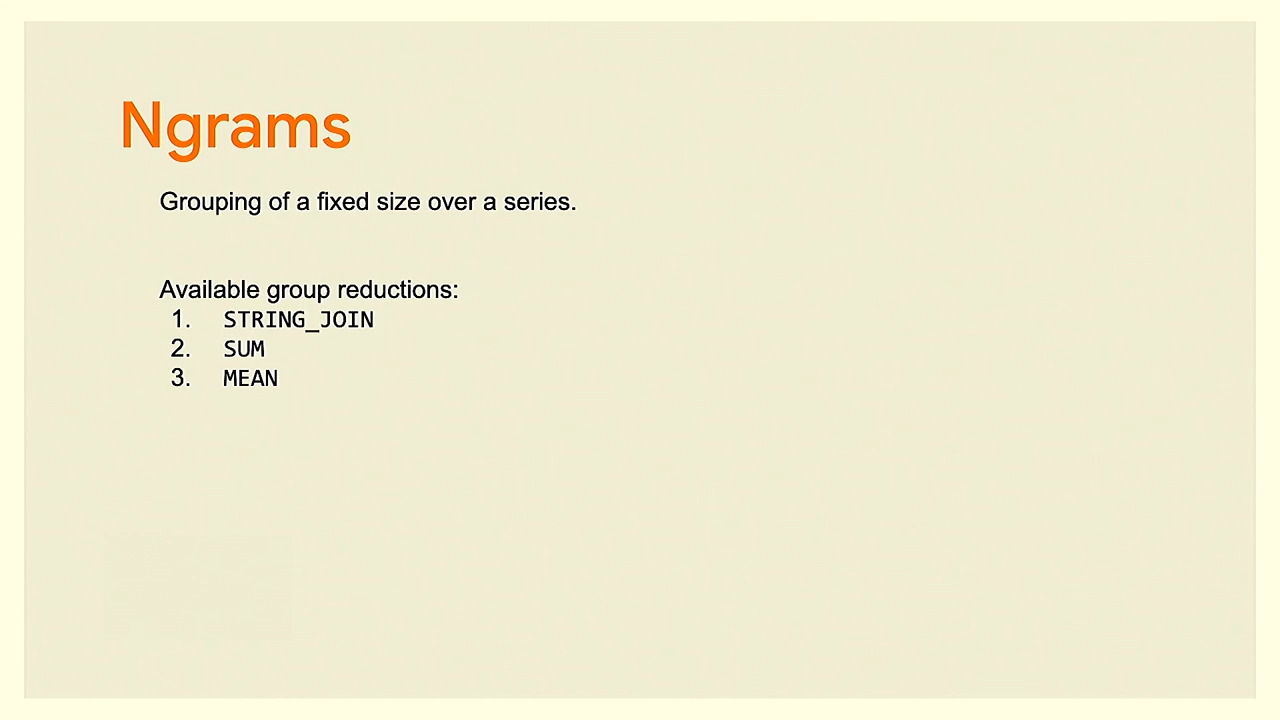 Ngrams
Grouping of a fixed size over a series.
Available group reductions:
1. STRING_JOIN
2. SUM
3. MEAN